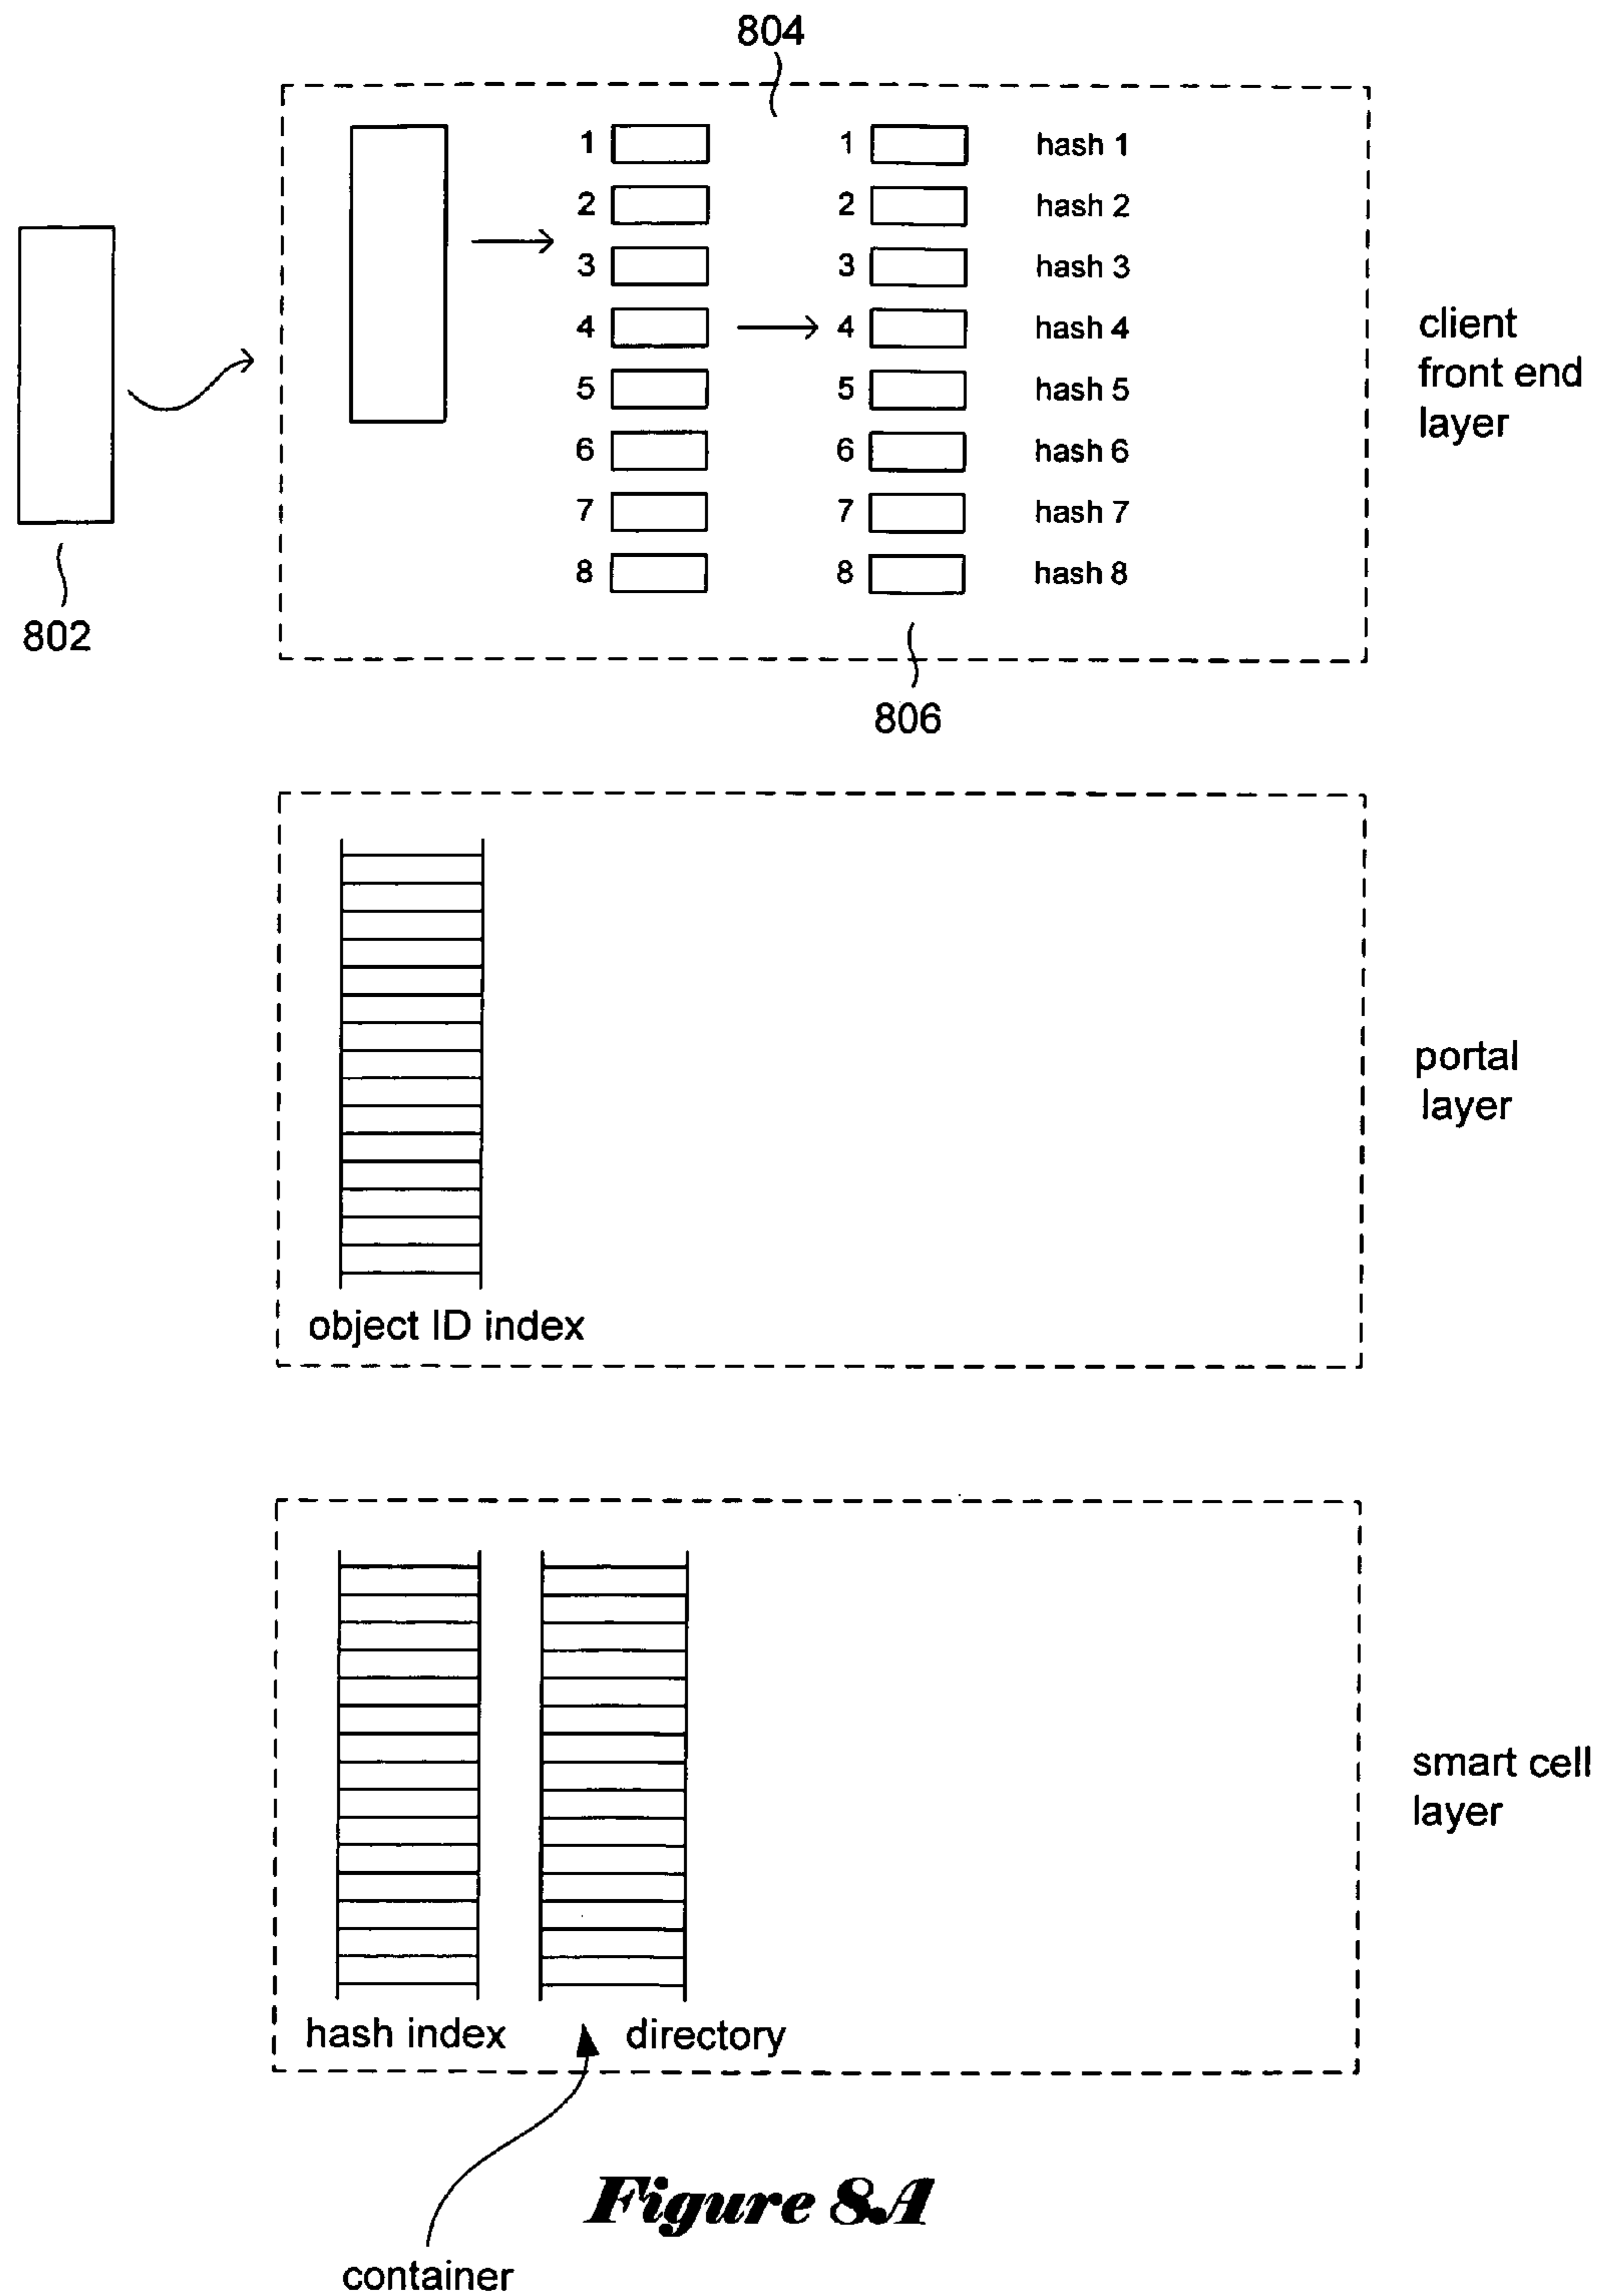 804
1 1 hash 1
2 2 hash 2
3 3 hash 3
4 4 hash 4
5 5 hash 5
6 6 hash 6
7 7 hash 7
8 8 hash 8
client
front end
layer
802
806
portal
layer
object ID index
smart cell
layer
hash index directory
container
Figure 8A